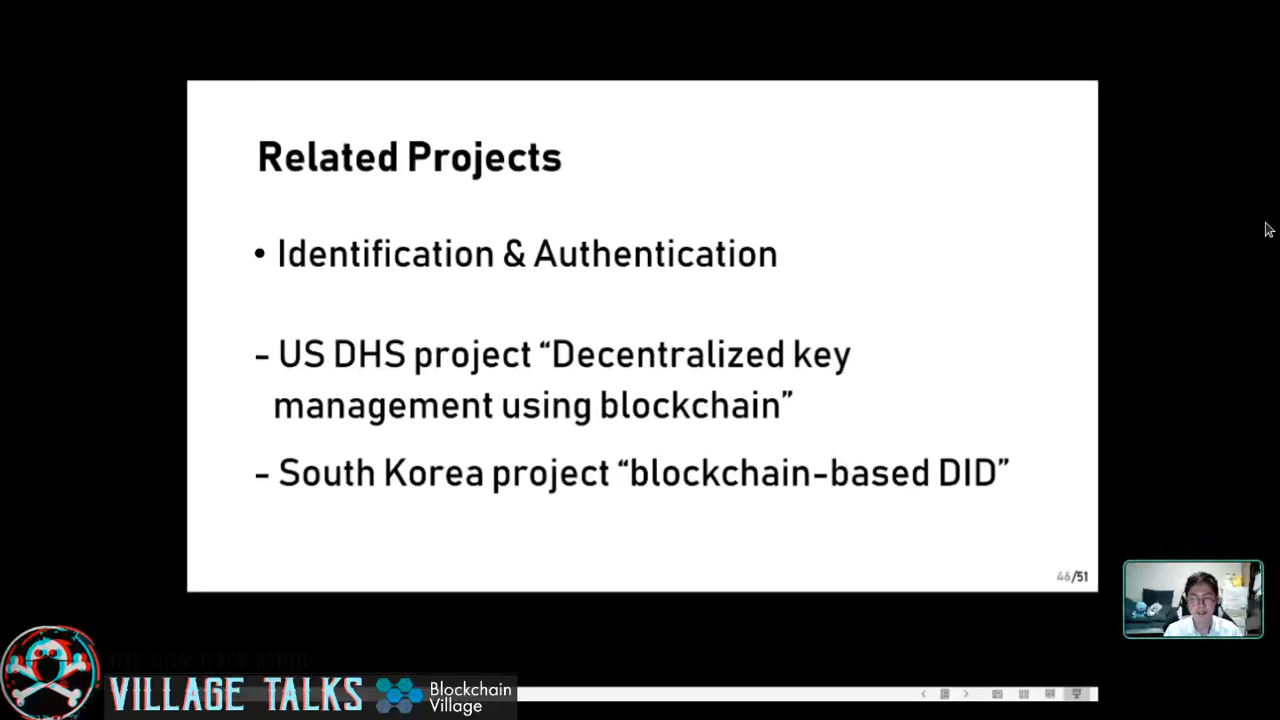 Related Projects
• Identification & Authentication
- US DHS project “Decentralized key
management using blockchain”
- South Korea project “blockchain-based DID”
46/51
VILLAGE TALKS
Blockchain
Village